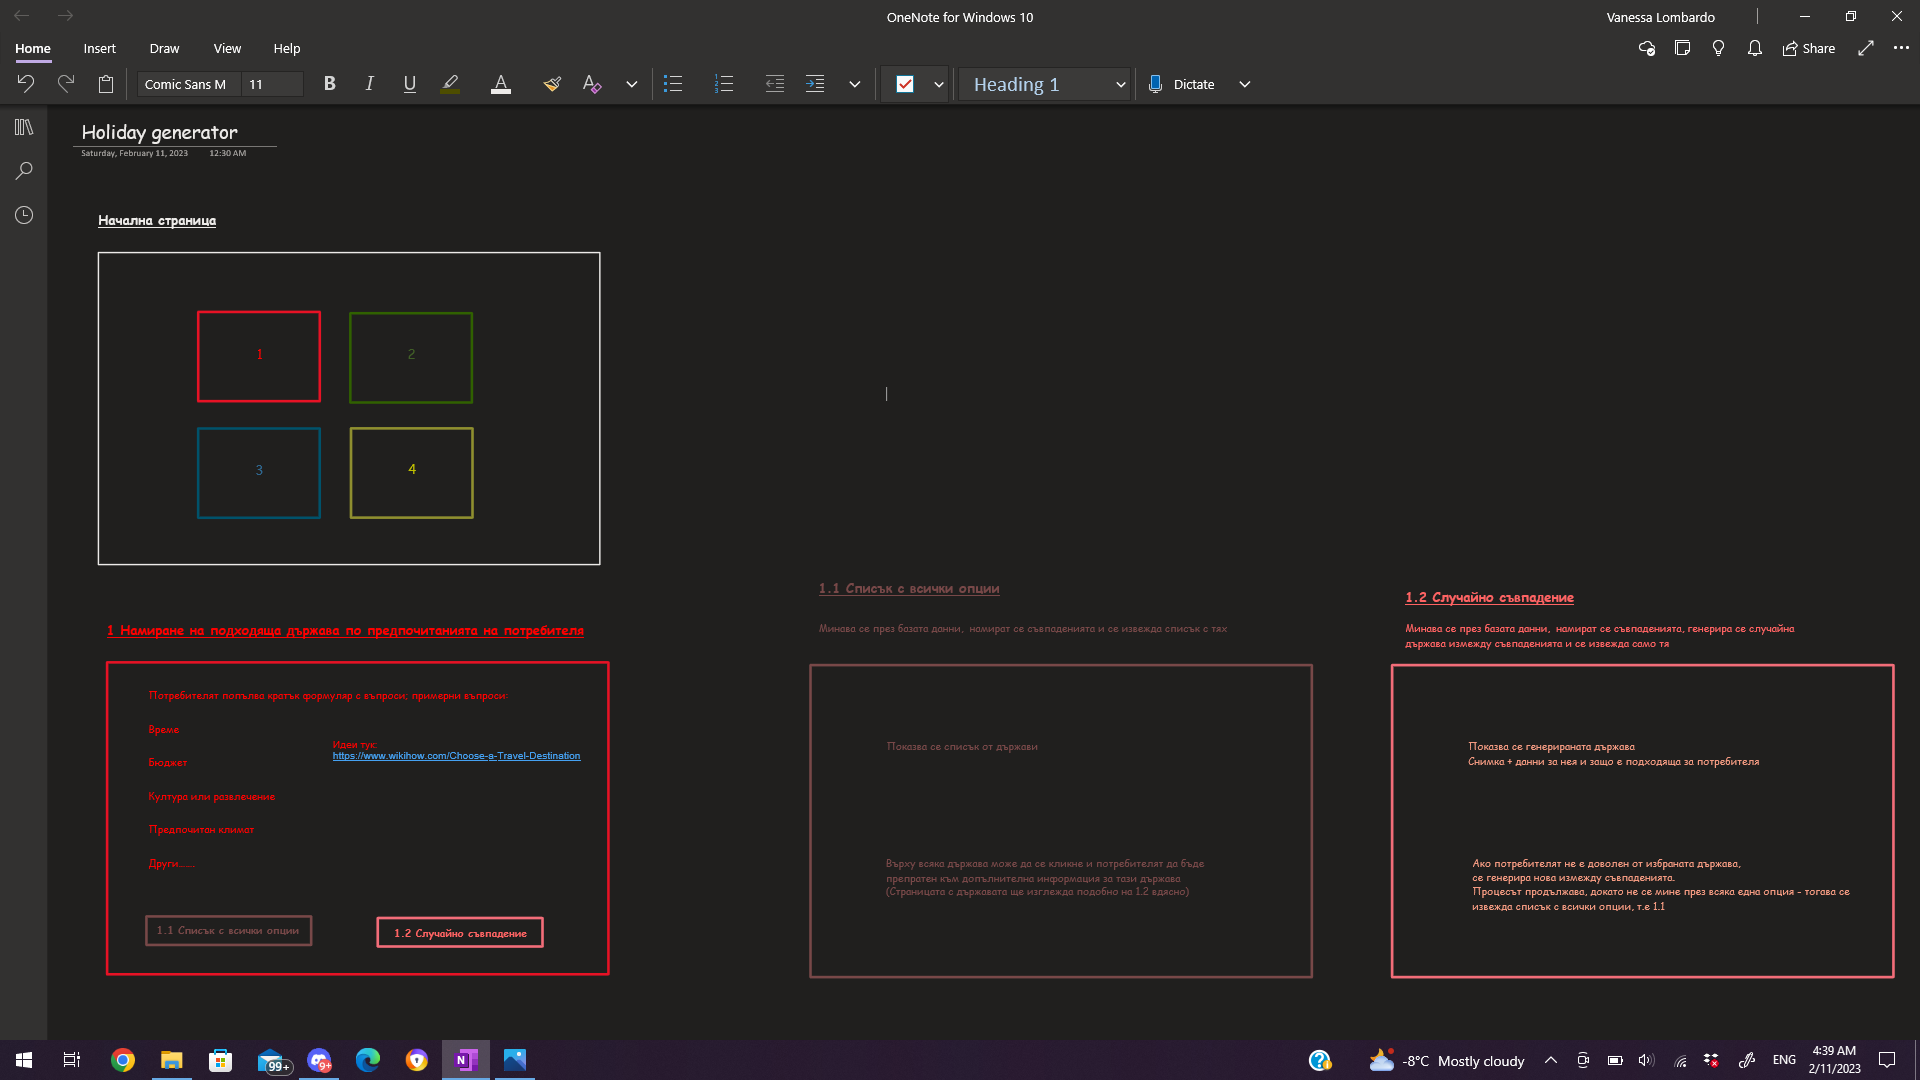 OneNote for Windows 10
Vanessa Lombardo
Home Insert Draw View Help
Share
Comic Sans M 11
B I U A A
Heading 1
Dictate
Holiday generator
Saturday, February 11, 2023 12:30 AM
Начална страница
1 2
3 4
1 Намиране на подходяща държава по предпочитанията на потребителя
Потребителят попълва кратък формуляр с въпроси; примерни въпроси:
Време
Идеи тук:
https://www.wikihow.com/Choose-a-Travel-Destination
Бюджет
Култура или развлечение
Предпочитан климат
Други......
1.1 Списък с всички опции
1.2 Случайно съвпадение
1.1 Списък с всички опции
Минава се през базата данни, намират се съвпаденията и се извежда списък с тях
Показва се списък от държави
Върху всяка държава може да се кликне и потребителят да бъде
препратен към допълнителна информация за тази държава
(Страницата с държавата ще изглежда подобно на 1.2 вдясно)
1.2 Случайно съвпадение
Минава се през базата данни, намират се съвпаденията, генерира се случайна
държава измежду съвпаденията и се извежда само тя
Показва се генерираната държава
Снимка + данни за нея и защо е подходяща за потребителя
Ако потребителят не е доволен от избраната държава,
се генерира нова измежду съвпаденията.
Процесът продължава, докато не се мине през всяка една опция - тогава се
извежда списък с всички опции, т.е 1.1
99+
9+
N
-8°C Mostly cloudy
ENG
4:39 AM
2/11/2023